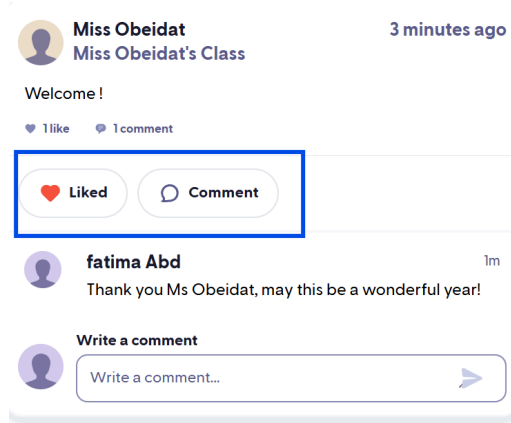 Miss Obeidat 3 minutes ago
Miss Obeidat's Class
Welcome !
1 like 1 comment
Liked Comment
fatima Abd 1m
Thank you Ms Obeidat, may this be a wonderful year!
Write a comment
Write a comment...